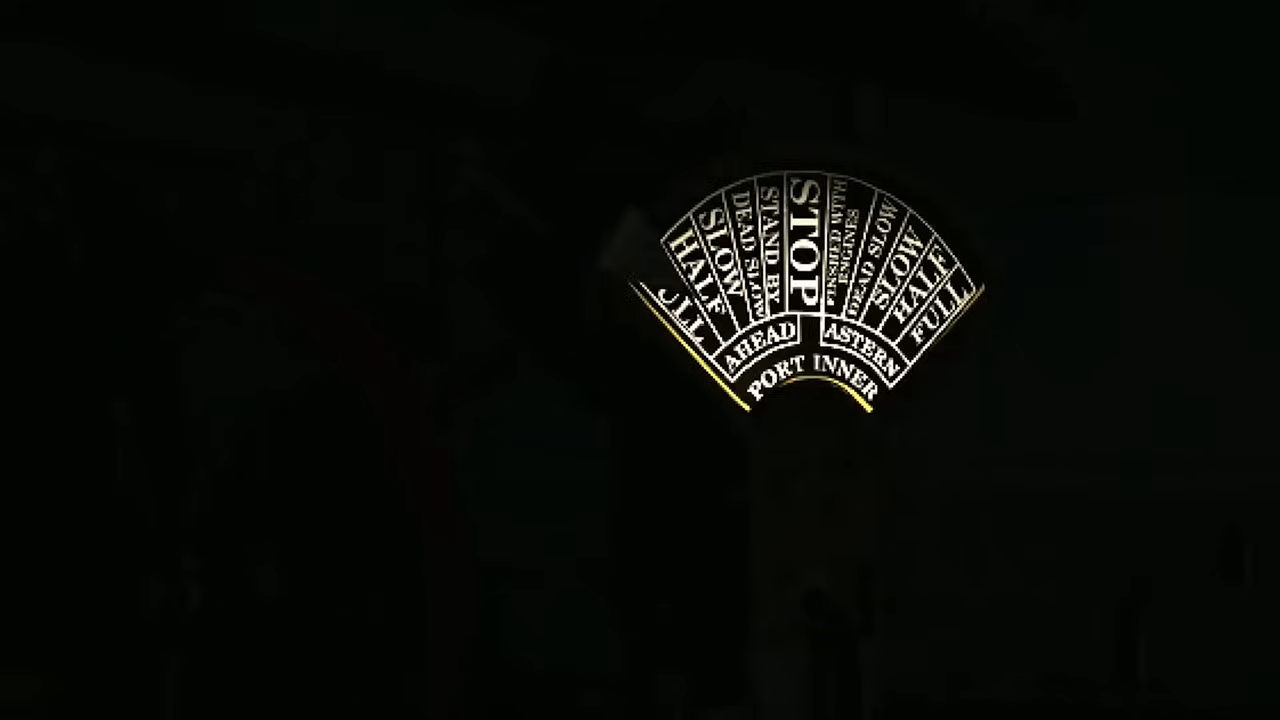 FULL
HALF
SLOW
DEAD SLOW
STAND BY
STOP
FINISHED WITH
ENGINES
DEAD SLOW
SLOW
HALF
FULL
AHEAD
ASTERN
PORT INNER